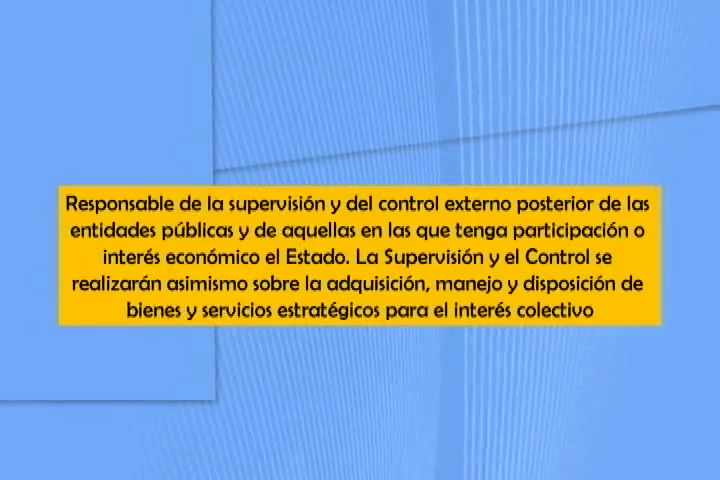 Responsable de la supervisión y del control externo posterior de las
entidades públicas y de aquellas en las que tenga participación o
interés económico el Estado. La Supervisión y el Control se
realizarán asimismo sobre la adquisición, manejo y disposición de
bienes y servicios estratégicos para el interés colectivo